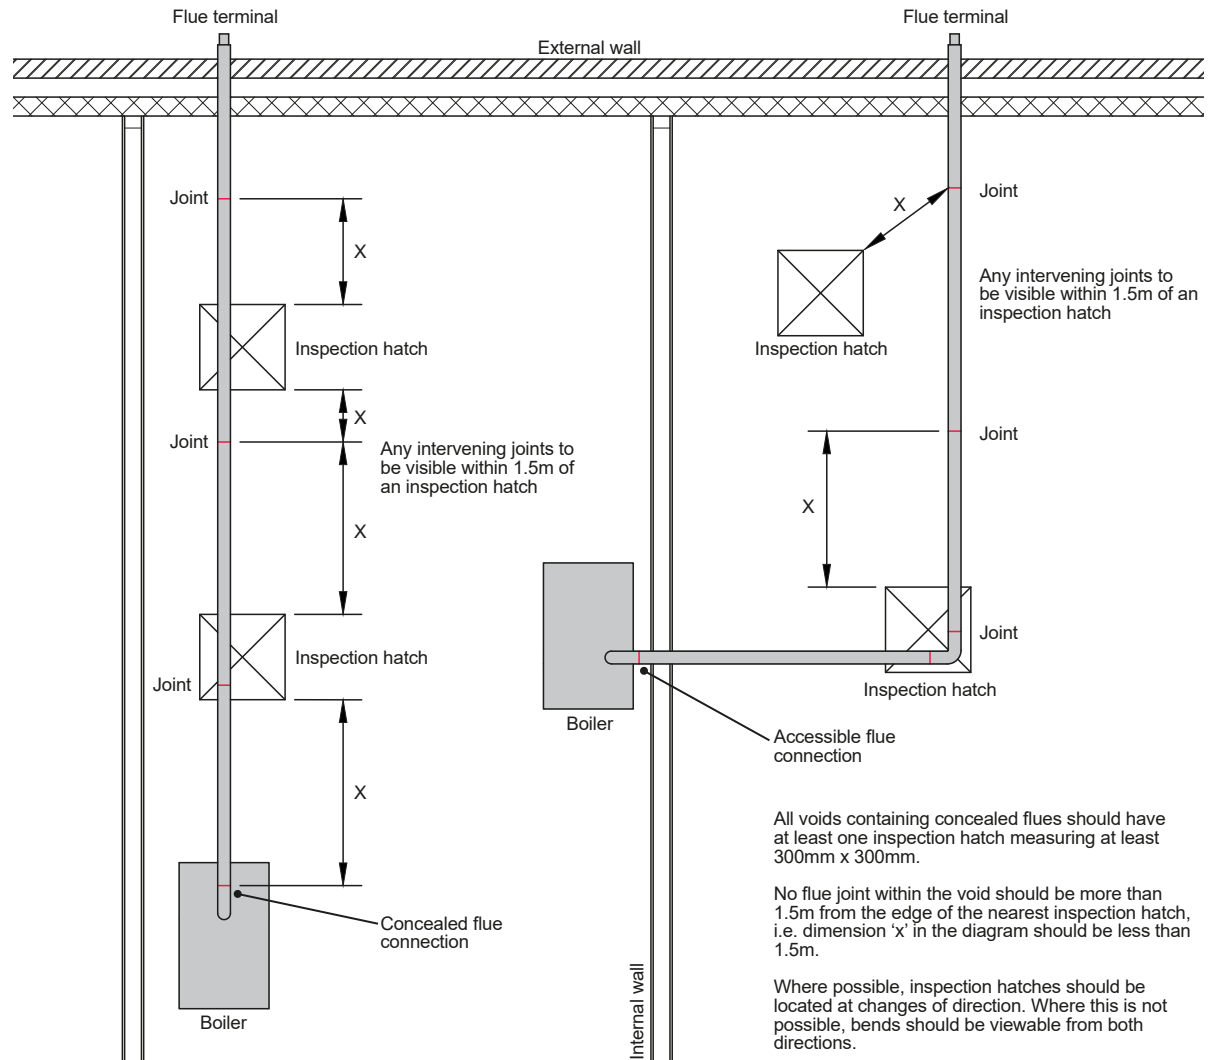 Flue terminal
Flue terminal
External wall
Joint
X
Inspection hatch
X
Joint
Any intervening joints to
be visible within 1.5m of
an inspection hatch
X
Inspection hatch
Joint
X
Concealed flue
connection
Boiler
Internal wall
X
Joint
Any intervening joints to
be visible within 1.5m of an
inspection hatch
Inspection hatch
Joint
X
Joint
Inspection hatch
Boiler
Accessible flue
connection
All voids containing concealed flues should have
at least one inspection hatch measuring at least
300mm x 300mm.
No flue joint within the void should be more than
1.5m from the edge of the nearest inspection hatch,
i.e. dimension ‘x’ in the diagram should be less than
1.5m.
Where possible, inspection hatches should be
located at changes of direction. Where this is not
possible, bends should be viewable from both
directions.